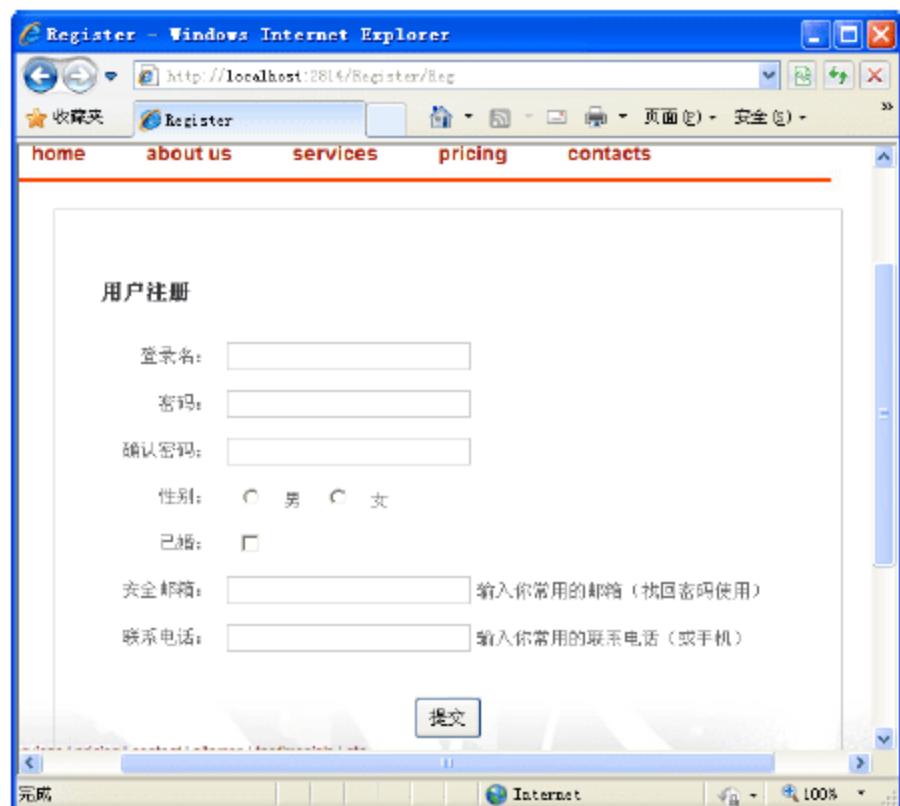 Register - Windows Internet Explorer
http://localhost:2814/Register/Reg
收藏夹 Register 页面(P) 安全(S) »
home about us services pricing contacts
用户注册
登录名：
密码：
确认密码：
性别： 男 女
已婚：
安全邮箱： 输入你常用的邮箱（找回密码使用）
联系电话： 输入你常用的联系电话（或手机）
提交
完成 Internet 100%